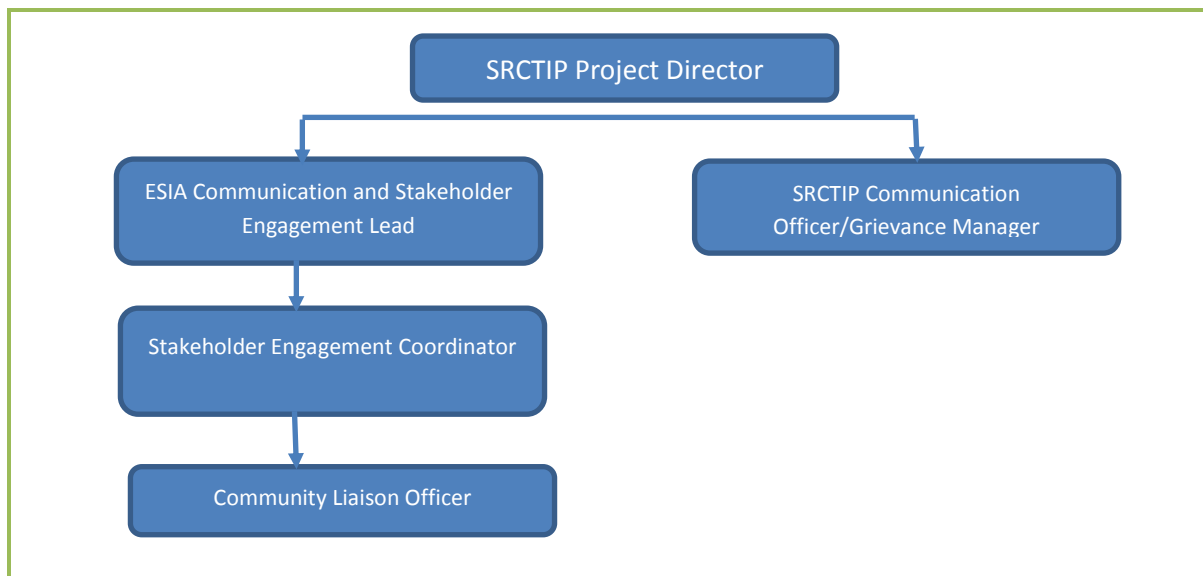 SRCTIP Project Director
ESIA Communication and Stakeholder
Engagement Lead
SRCTIP Communication
Officer/Grievance Manager
Stakeholder Engagement Coordinator
Community Liaison Officer